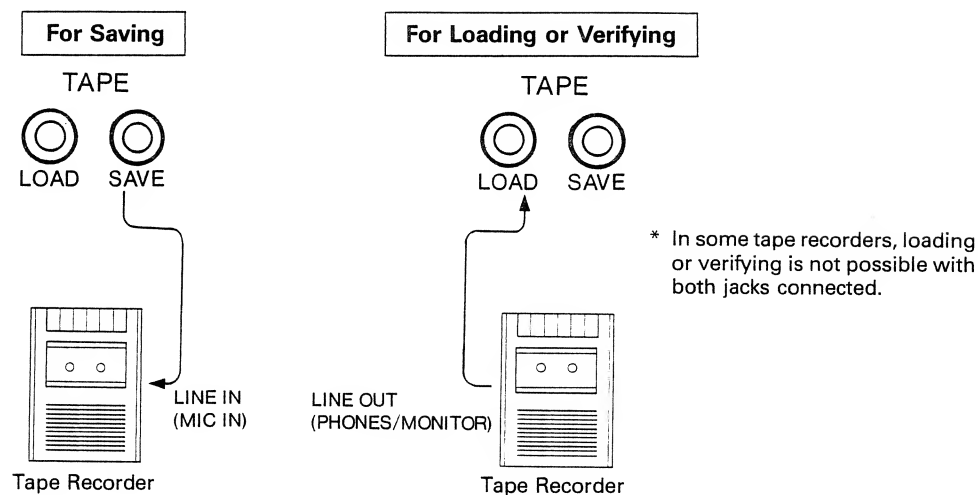 For Saving
TAPE
LOAD SAVE
LINE IN
(MIC IN)
Tape Recorder
For Loading or Verifying
TAPE
LOAD SAVE
LINE OUT
(PHONES/MONITOR)
Tape Recorder
* In some tape recorders, loading
or verifying is not possible with
both jacks connected.